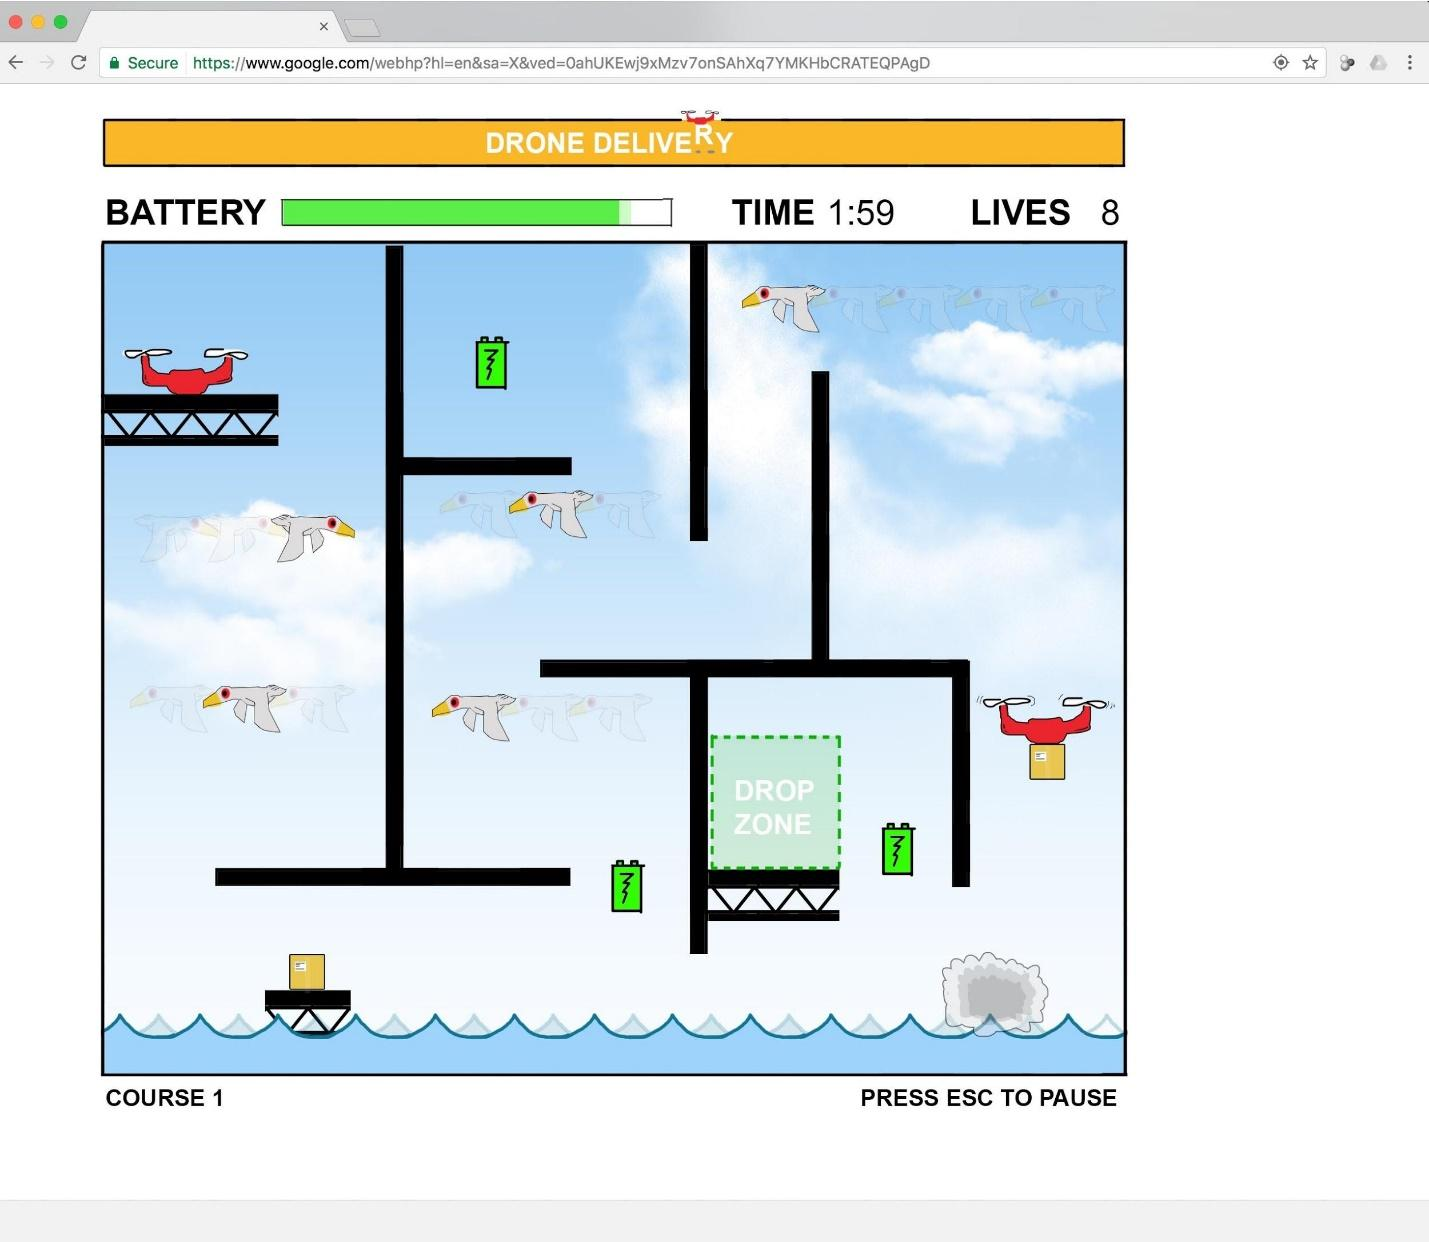 Secure https://www.google.com/webhp?hl=en&sa=X&ved=0ahUKEwj9xMzv7onSAhXq7YMKHbCRATEQPAgD
DRONE DELIVERY
BATTERY TIME 1:59 LIVES 8
DROP
ZONE
COURSE 1 PRESS ESC TO PAUSE